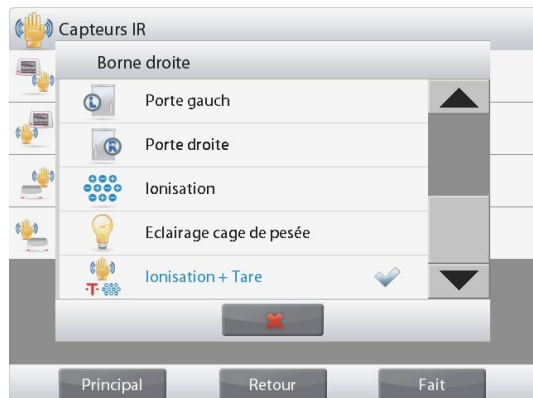 Capteurs IR
Borne droite
Porte gauch
Porte droite
Ionisation
Eclairage cage de pesée
Ionisation + Tare
Principal
Retour
Fait